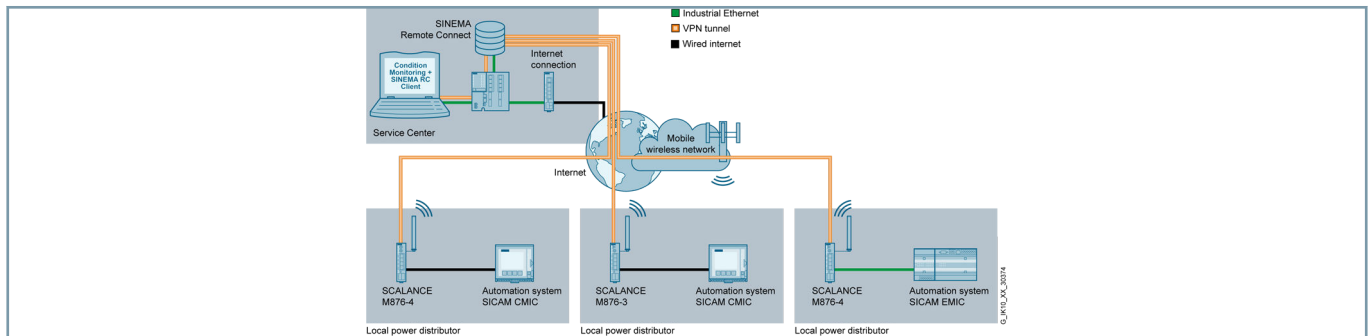 SINEMA
Remote Connect
Industrial Ethernet
VPN tunnel
Wired internet
Internet
connection
Condition
Monitoring +
SINEMA RC
Client
Service Center
Mobile
wireless network
Internet
SCALANCE
M876-4
Automation system
SICAM CMIC
Local power distributor
SCALANCE
M876-3
Automation system
SICAM CMIC
Local power distributor
SCALANCE
M876-4
Automation system
SICAM EMIC
Local power distributor
G_IK10_XX_30374